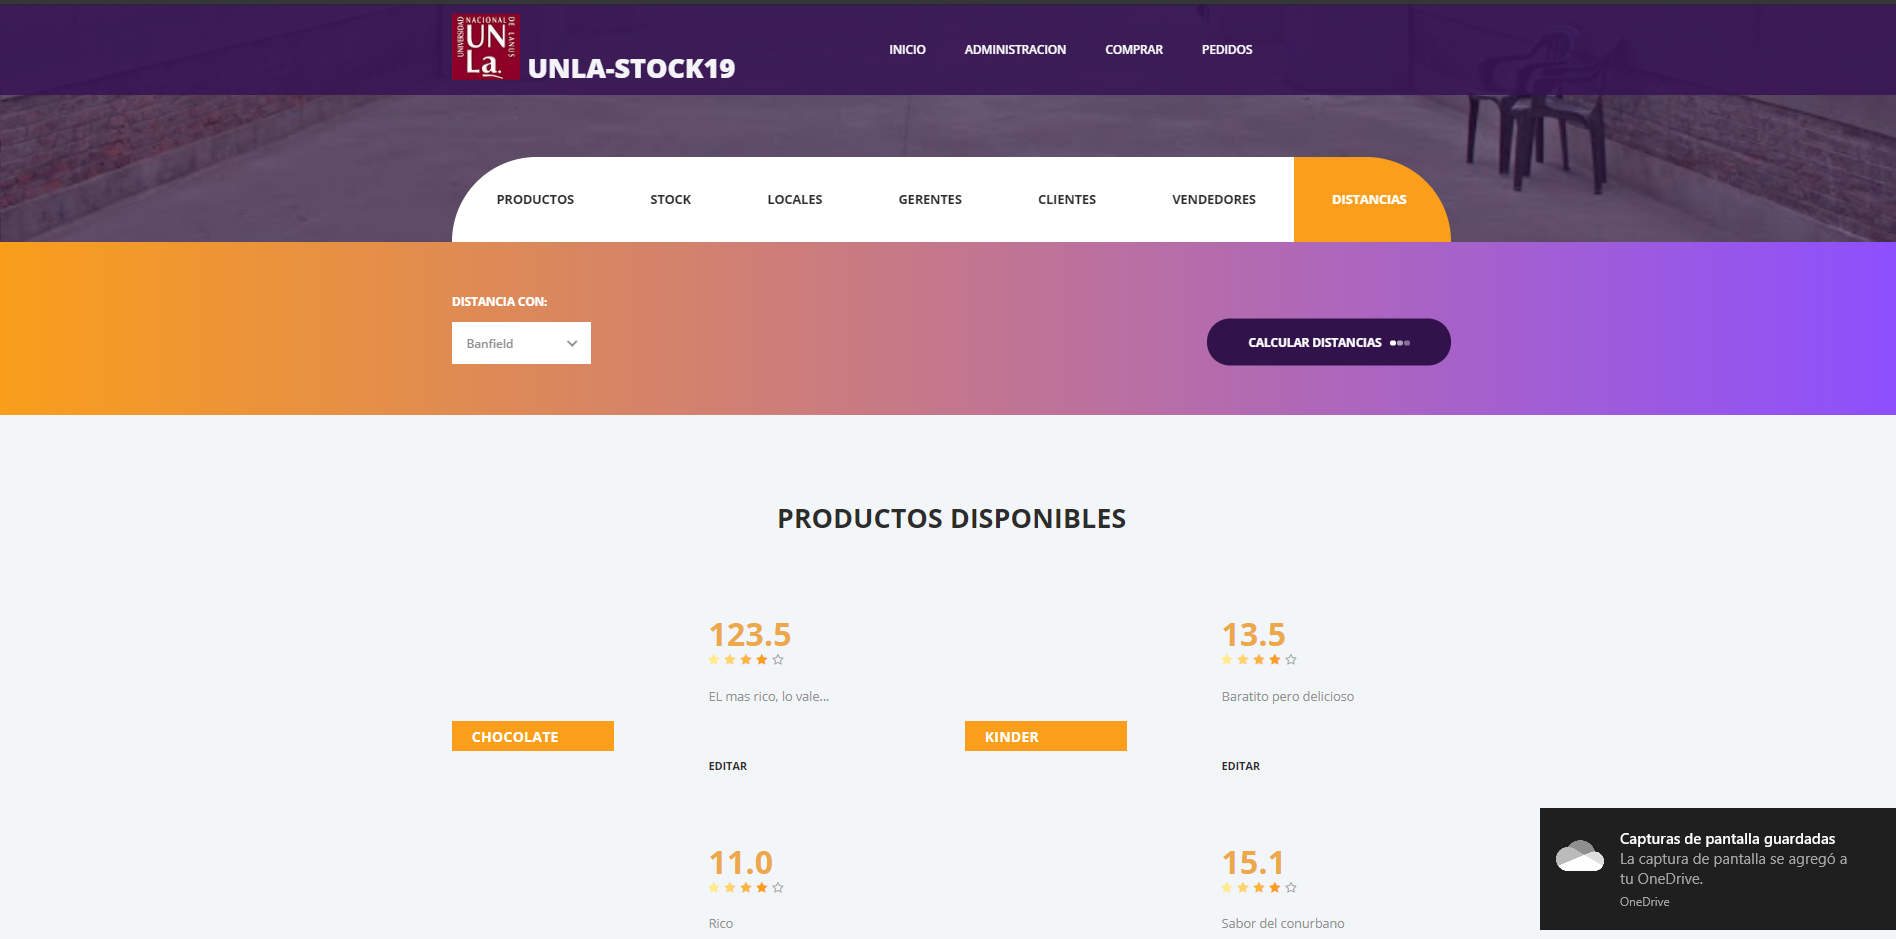 UNIVERSIDAD
NACIONAL
DE LANUS
UN
La.
UNLA-STOCK19
INICIO
ADMINISTRACION
COMPRAR
PEDIDOS
PRODUCTOS
STOCK
LOCALES
GERENTES
CLIENTES
VENDEDORES
DISTANCIAS
DISTANCIA CON:
Banfield
CALCULAR DISTANCIAS
PRODUCTOS DISPONIBLES
CHOCOLATE
123.5
EL mas rico, lo vale...
EDITAR
KINDER
13.5
Baratito pero delicioso
EDITAR
11.0
Rico
15.1
Sabor del conurbano
Capturas de pantalla guardadas
La captura de pantalla se agregó a
tu OneDrive.
OneDrive